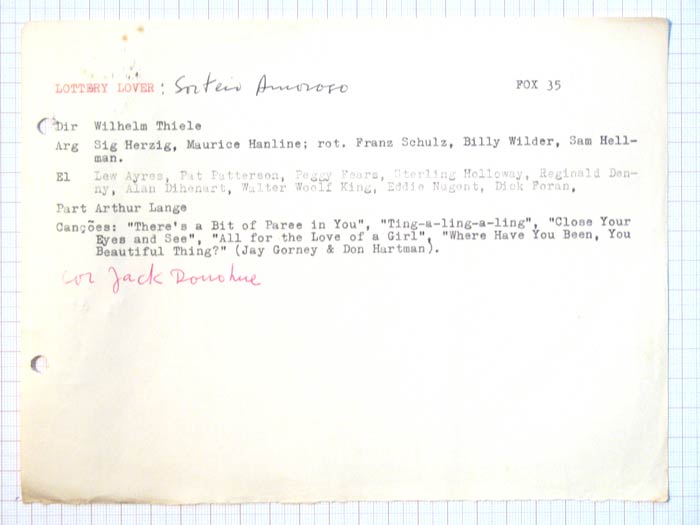 LOTTERY LOVER : Sorteio Amoroso FOX 35
Dir Wilhelm Thiele
Arg Sig Herzig, Maurice Hanline; rot. Franz Schulz, Billy Wilder, Sam Hell-
man.
El Lew Ayres, Pat Patterson, Peggy Fears, Sterling Holloway, Reginald Den-
ny, Alan Dihenart, Walter Woolf King, Eddie Nugent, Dick Foran,
Part Arthur Lange
Canções: "There's a Bit of Paree in You", "Ting-a-ling-a-ling", "Close Your
Eyes and See", "All for the Love of a Girl", "Where Have You Been, You
Beautiful Thing?" (Jay Gorney & Don Hartman).
cor Jack Donohue